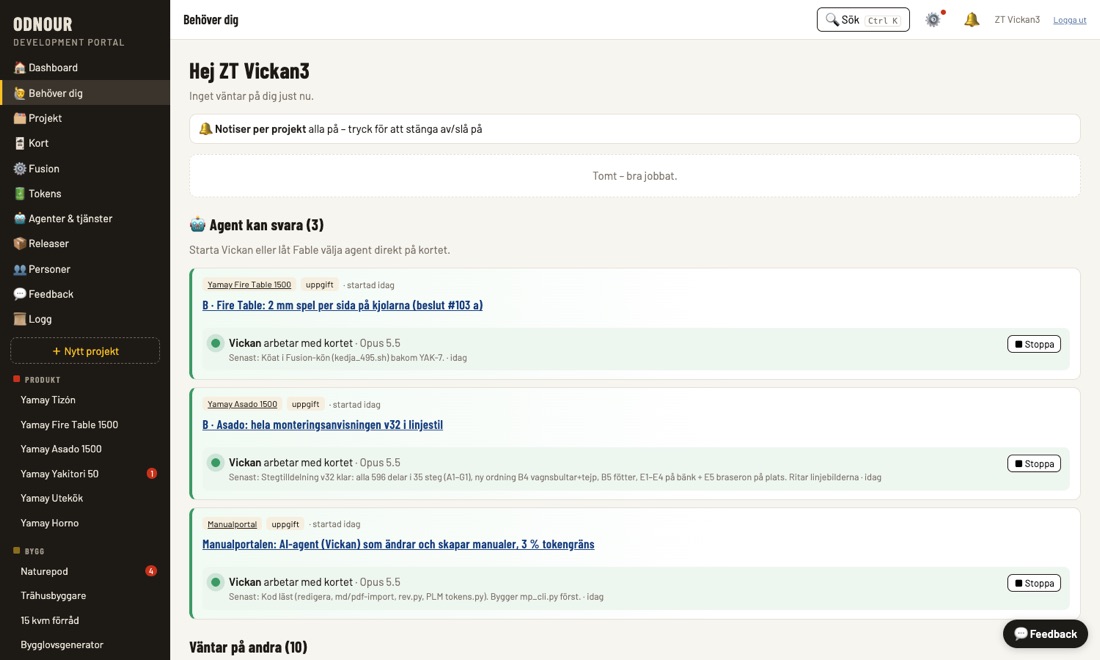 ODNOUR
DEVELOPMENT PORTAL
Dashboard
Behöver dig
Projekt
Kort
Fusion
Tokens
Agenter & tjänster
Releaser
Personer
Feedback
Logg
+ Nytt projekt
PRODUKT
Yamay Tizón
Yamay Fire Table 1500
Yamay Asado 1500
Yamay Yakitori 50 1
Yamay Utekök
Yamay Horno
BYGG
Naturepod 4
Trähusbyggare
15 kvm förråd
Bygglovsgenerator
Behöver dig
Sök Ctrl K
ZT Vickan3
Logga ut
Hej ZT Vickan3
Inget väntar på dig just nu.
Notiser per projekt alla på – tryck för att stänga av/slå på
Tomt – bra jobbat.
Agent kan svara (3)
Starta Vickan eller låt Fable välja agent direkt på kortet.
Yamay Fire Table 1500 uppgift · startad idag
B · Fire Table: 2 mm spel per sida på kjolarna (beslut #103 a)
Vickan arbetar med kortet · Opus 5.5
Stoppa
Senast: Köat i Fusion-kön (kedja_495.sh) bakom YAK-7. · idag
Yamay Asado 1500 uppgift · startad idag
B · Asado: hela monteringsanvisningen v32 i linjestil
Vickan arbetar med kortet · Opus 5.5
Stoppa
Senast: Stegtilldelning v32 klar: alla 596 delar i 35 steg (A1–G1), ny ordning B4 vagnsbultar+tejp, B5 fötter, E1–E4 på bänk + E5 braseron på plats. Ritar linjebilderna · idag
Manualportal uppgift · startad idag
Manualportalen: AI-agent (Vickan) som ändrar och skapar manualer, 3 % tokengräns
Vickan arbetar med kortet · Opus 5.5
Stoppa
Senast: Kod läst (redigera, md/pdf-import, rev.py, PLM tokens.py). Bygger mp_cli.py först. · idag
Väntar på andra (10)
Feedback